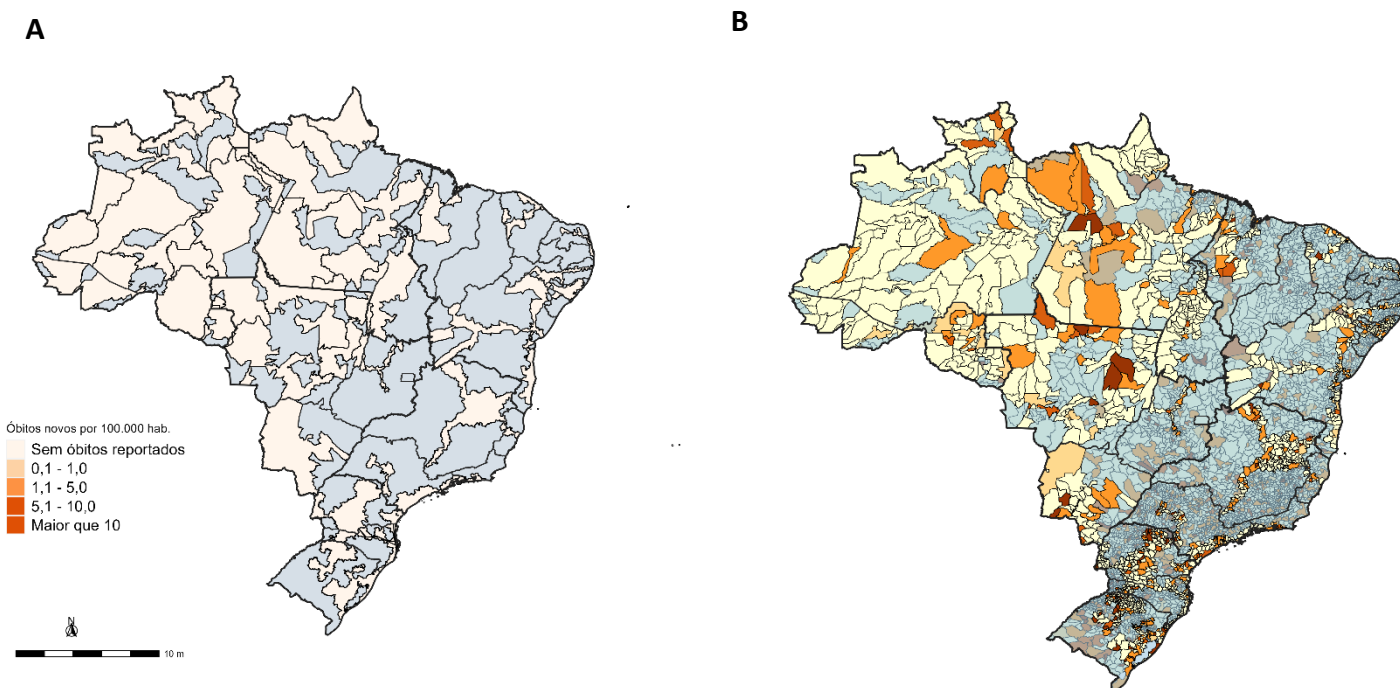 A
B
Óbitos novos por 100.000 hab.
Sem óbitos reportados
0,1 - 1,0
1,1 - 5,0
5,1 - 10,0
Maior que 10
N
10 m